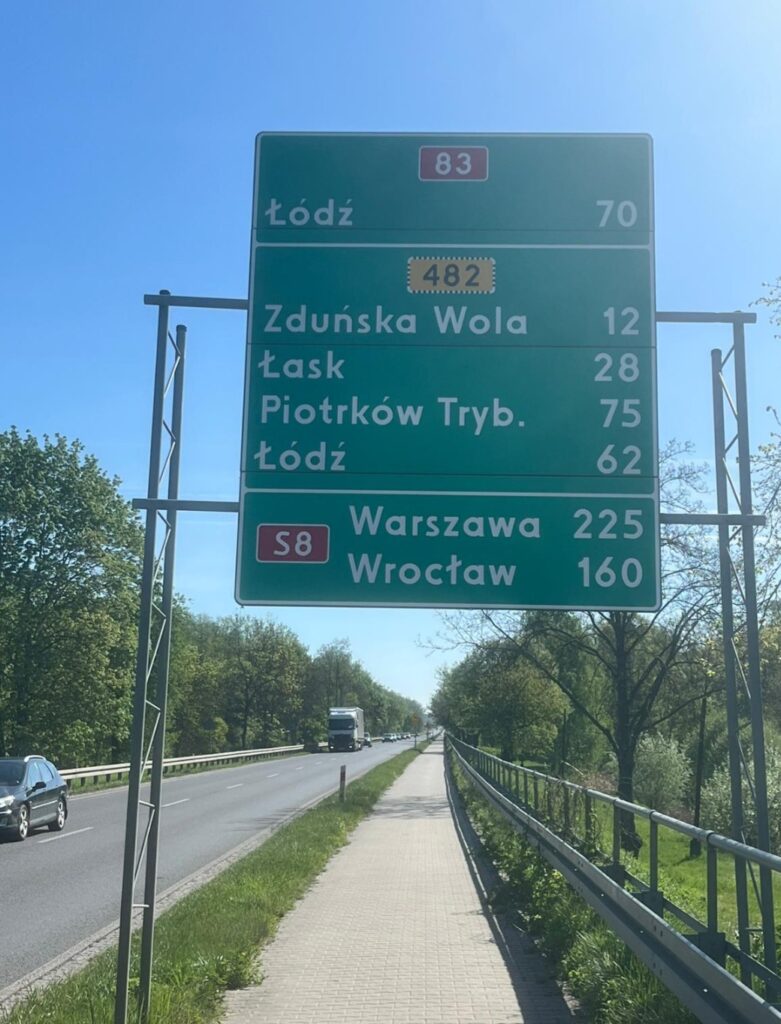 83
Łódź 70
482
Zduńska Wola 12
Łask 28
Piotrków Tryb. 75
Łódź 62
S8 Warszawa 225
Wrocław 160